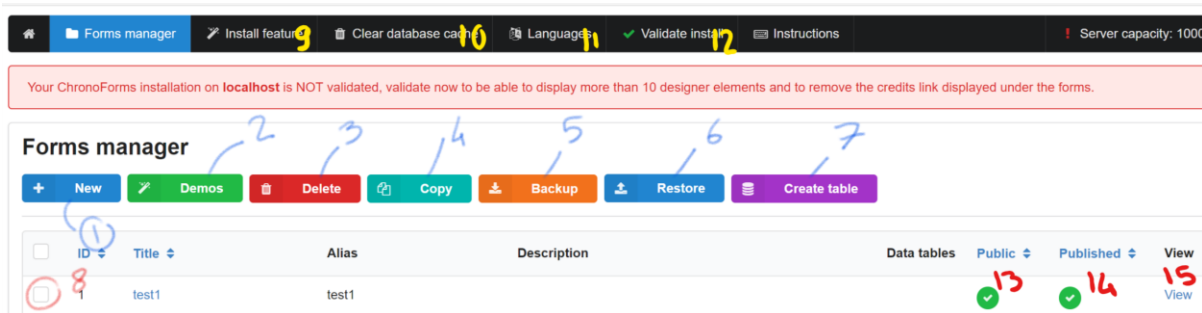 Forms manager Install feature 9 Clear database cache 10 Languages 11 Validate install 12 Instructions ! Server capacity: 1000
Your ChronoForms installation on localhost is NOT validated, validate now to be able to display more than 10 designer elements and to remove the credits link displayed under the forms.
2 3 4 5 6 7
Forms manager
+ New Demos Delete Copy Backup Restore Create table
1
ID Title Alias Description Data tables Public Published View
8 13 14 15
1 test1 test1 View